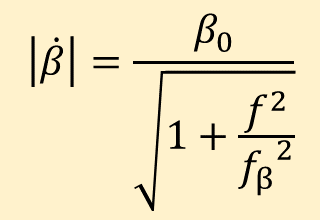 |β̇| = β₀ / √(1 + f² / f_β²)